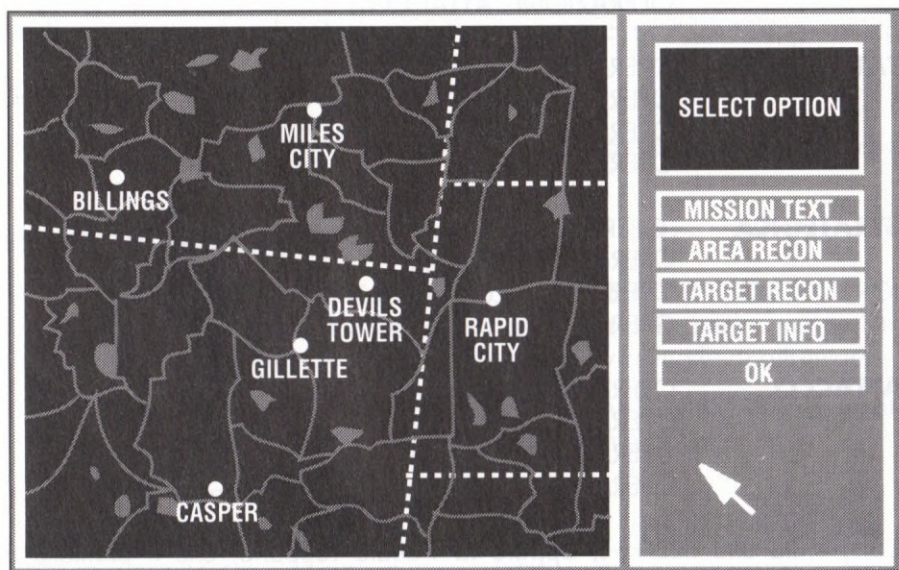 MILES
CITY
BILLINGS
DEVILS
TOWER
RAPID
CITY
GILLETTE
CASPER
SELECT OPTION
MISSION TEXT
AREA RECON
TARGET RECON
TARGET INFO
OK